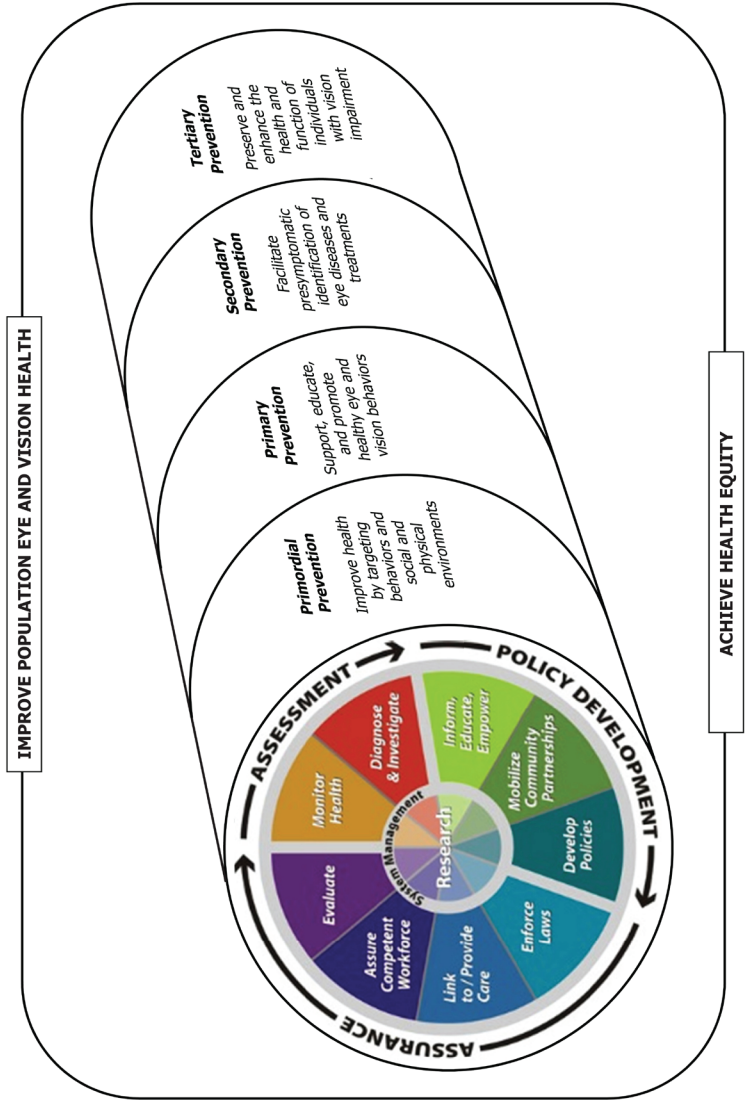 IMPROVE POPULATION EYE AND VISION HEALTH
ASSESSMENT
POLICY DEVELOPMENT
ASSURANCE
Monitor
Health
Diagnose
& Investigate
Inform,
Educate,
Empower
Mobilize
Community
Partnerships
Develop
Policies
Enforce
Laws
Link
to / Provide
Care
Assure
Competent
Workforce
Evaluate
System Management
Research
Primordial
Prevention
Improve health
by targeting
behaviors and
social and
physical
environments
Primary
Prevention
Support, educate,
and promote
healthy eye and
vision behaviors
Secondary
Prevention
Facilitate
presymptomatic
identification of
eye diseases and
treatments
Tertiary
Prevention
Preserve and
enhance the
health and
function of
individuals
with vision
impairment
ACHIEVE HEALTH EQUITY